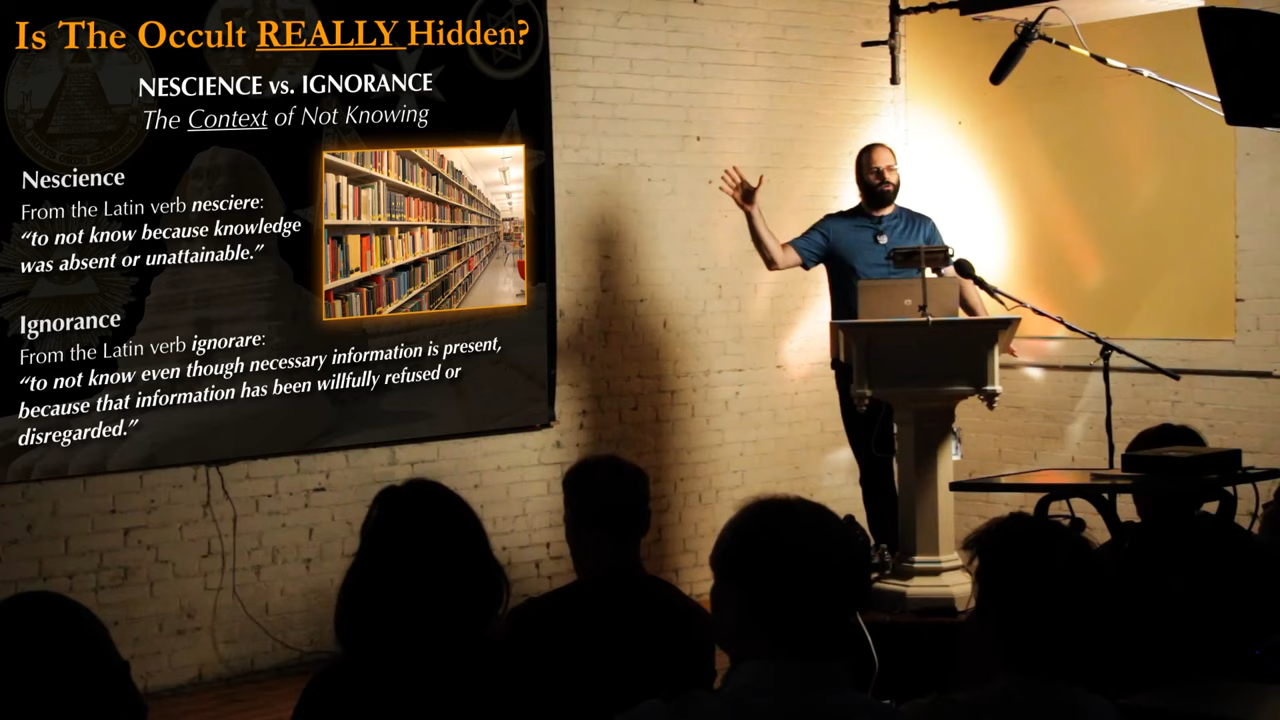 Is The Occult REALLY Hidden?
NESCIENCE vs. IGNORANCE
The Context of Not Knowing
Nescience
From the Latin verb nesciere:
“to not know because knowledge
was absent or unattainable.”
Ignorance
From the Latin verb ignorare:
“to not know even though necessary information is present,
because that information has been willfully refused or
disregarded.”